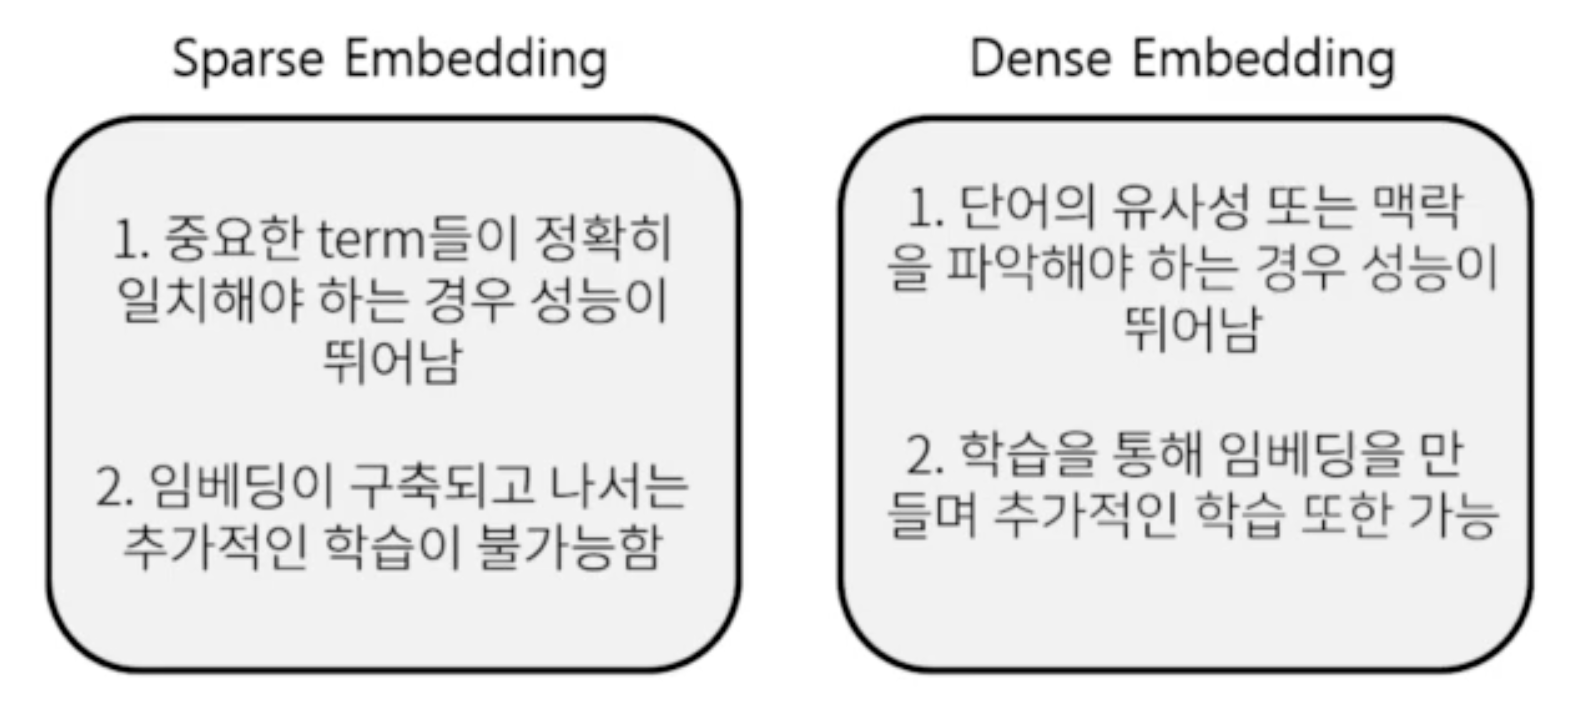 Sparse Embedding
1. 중요한 term들이 정확히
일치해야 하는 경우 성능이
뛰어남
2. 임베딩이 구축되고 나서는
추가적인 학습이 불가능함
Dense Embedding
1. 단어의 유사성 또는 맥락
을 파악해야 하는 경우 성능이
뛰어남
2. 학습을 통해 임베딩을 만
들며 추가적인 학습 또한 가능